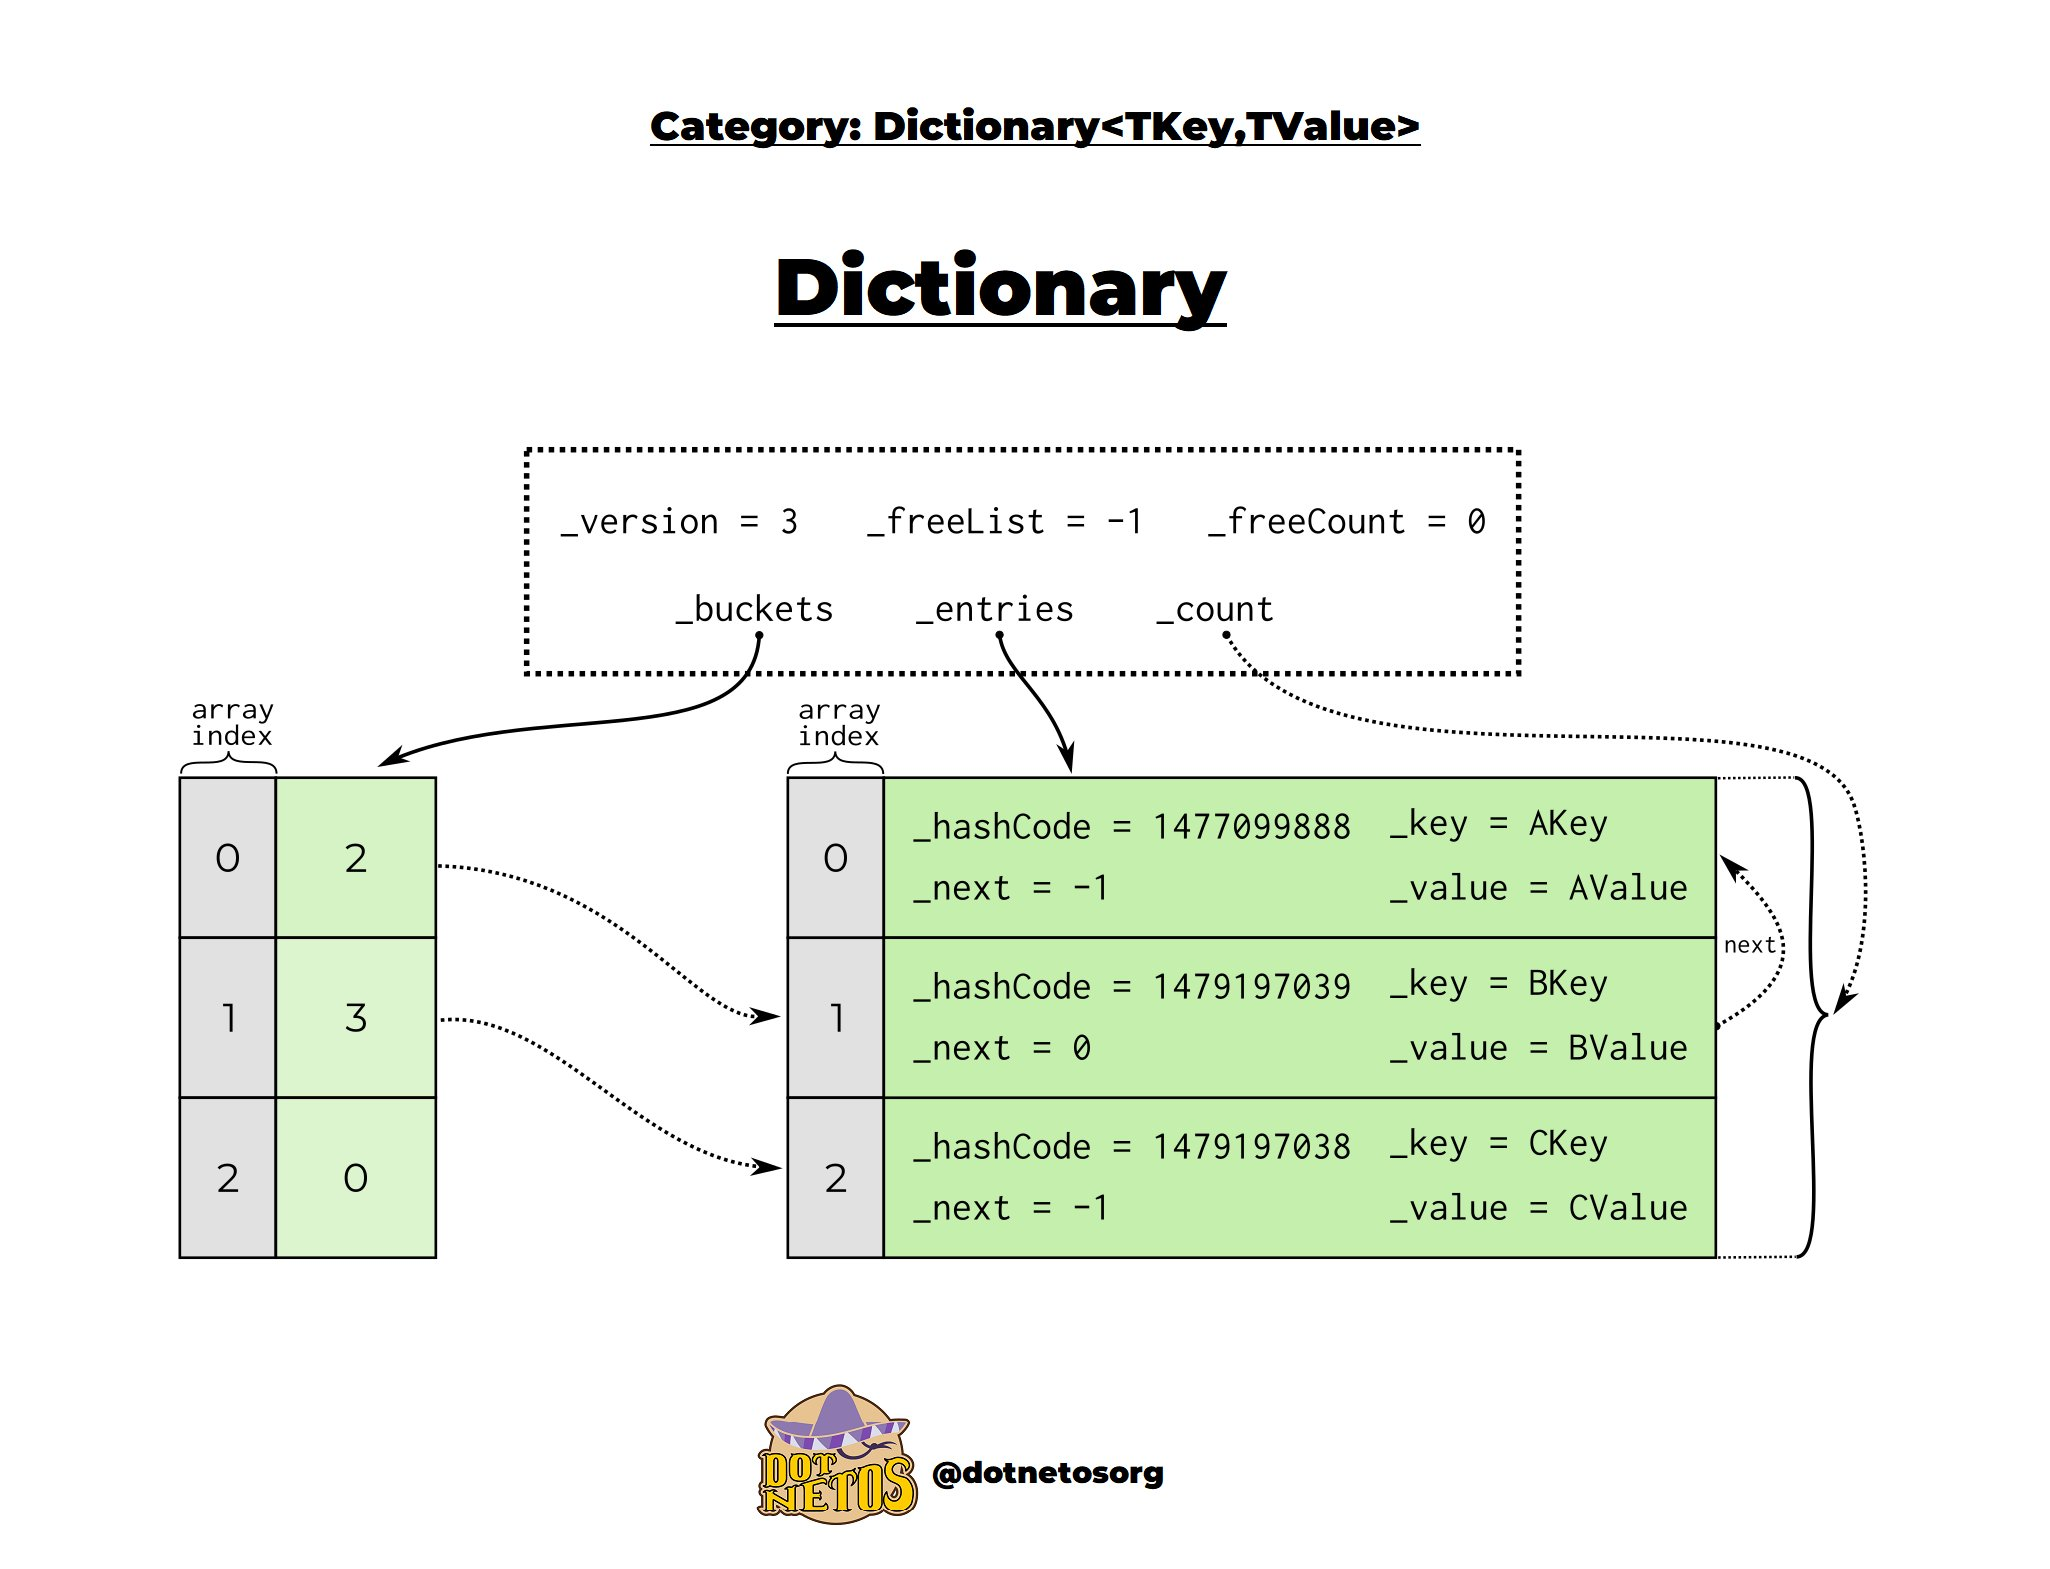 Category: Dictionary<TKey,TValue>
Dictionary
_version = 3 _freeList = -1 _freeCount = 0
_buckets _entries _count
array
index
0 2
1 3
2 0
array
index
0 _hashCode = 1477099888 _key = AKey
_next = -1 _value = AValue
next
1 _hashCode = 1479197039 _key = BKey
_next = 0 _value = BValue
2 _hashCode = 1479197038 _key = CKey
_next = -1 _value = CValue
DOT
NETOS
@dotnetosorg